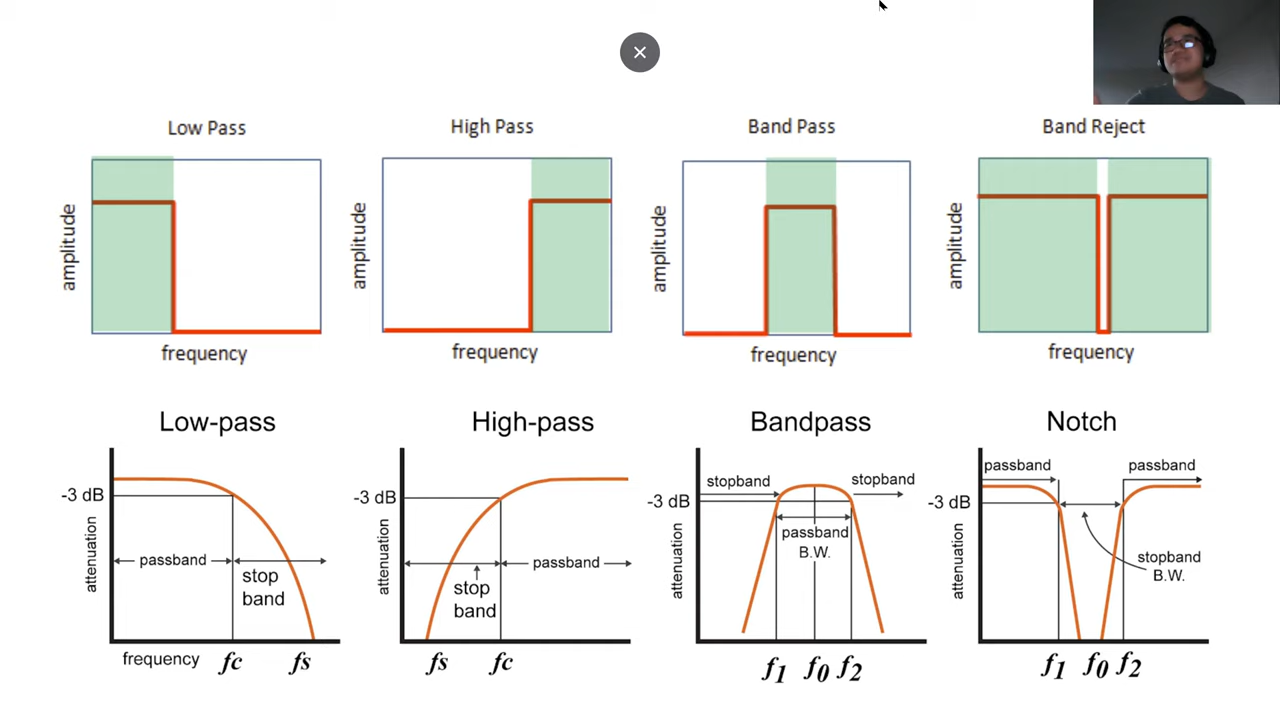 Low Pass
High Pass
Band Pass
Band Reject
amplitude
amplitude
amplitude
amplitude
frequency
frequency
frequency
frequency
Low-pass
High-pass
Bandpass
Notch
-3 dB
attenuation
passband
stop
band
frequency
fc
fs
-3 dB
attenuation
stop
band
passband
fs
fc
stopband
stopband
-3 dB
attenuation
passband
B.W.
f1
f0
f2
passband
passband
-3 dB
attenuation
stopband
B.W.
f1
f0
f2